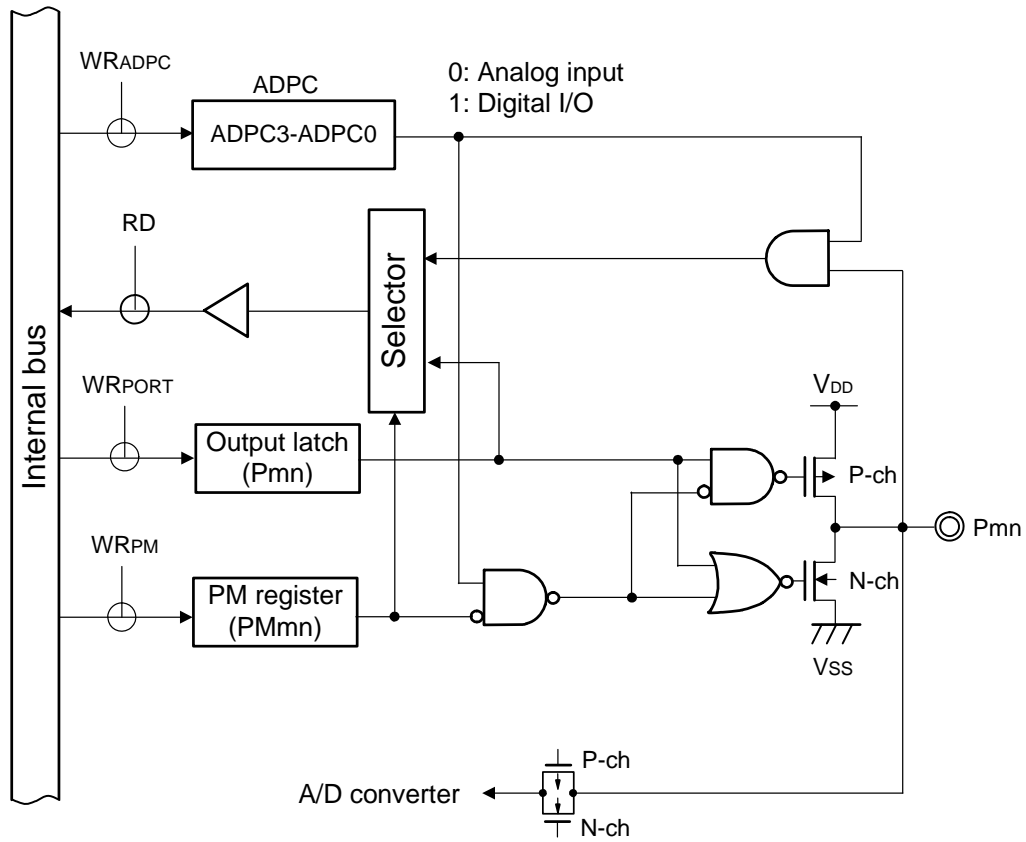 WRADPC
ADPC
0: Analog input
1: Digital I/O
ADPC3-ADPC0
RD
Selector
Internal bus
WRPORT
VDD
Output latch
(Pmn)
P-ch
Pmn
WRPM
N-ch
PM register
(PMmn)
VSS
P-ch
A/D converter
N-ch